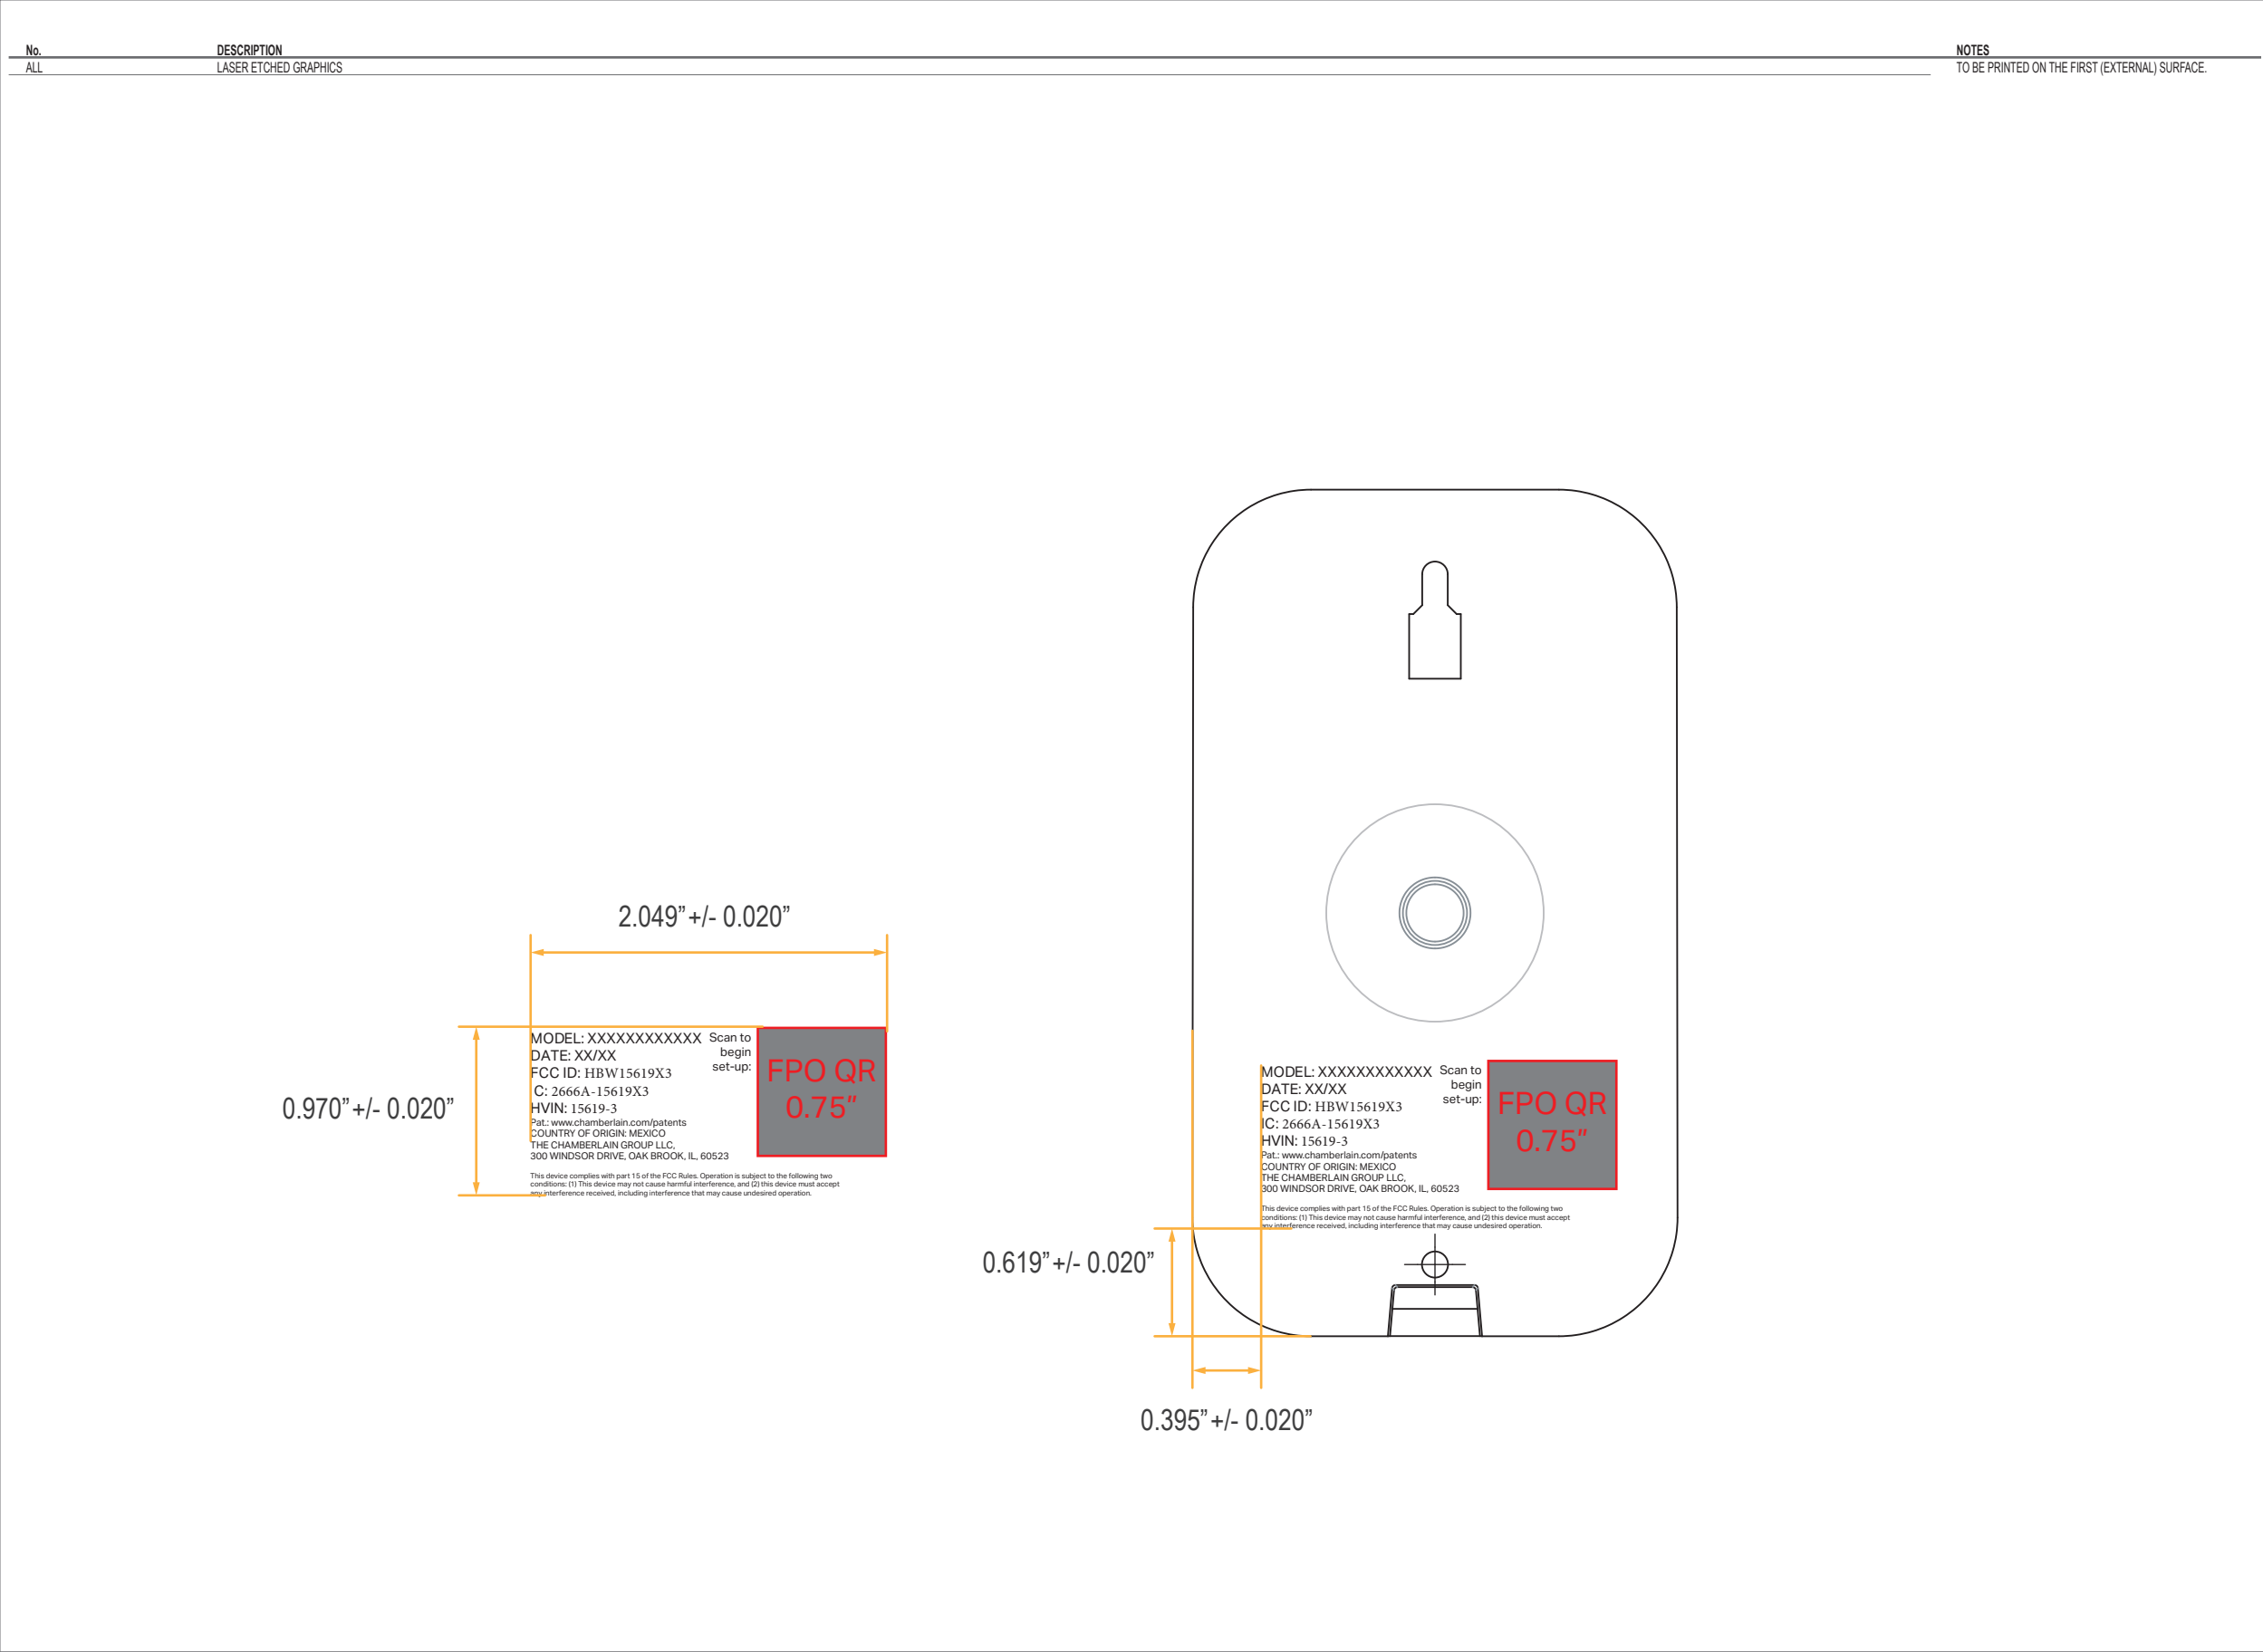 No. DESCRIPTION NOTES
ALL LASER ETCHED GRAPHICS TO BE PRINTED ON THE FIRST (EXTERNAL) SURFACE.
2.049” +/- 0.020”
0.970” +/- 0.020”
MODEL: XXXXXXXXXXXX
DATE: XX/XX
FCC ID: HBW15619X3
C: 2666A-15619X3
HVIN: 15619-3
Pat.: www.chamberlain.com/patents
COUNTRY OF ORIGIN: MEXICO
THE CHAMBERLAIN GROUP LLC,
300 WINDSOR DRIVE, OAK BROOK, IL, 60523
Scan to
begin
set-up:
FPO QR
0.75"
This device complies with part 15 of the FCC Rules. Operation is subject to the following two
conditions: (1) This device may not cause harmful interference, and (2) this device must accept
any interference received, including interference that may cause undesired operation.
MODEL: XXXXXXXXXXXX
DATE: XX/XX
FCC ID: HBW15619X3
IC: 2666A-15619X3
HVIN: 15619-3
Pat.: www.chamberlain.com/patents
COUNTRY OF ORIGIN: MEXICO
THE CHAMBERLAIN GROUP LLC,
300 WINDSOR DRIVE, OAK BROOK, IL, 60523
Scan to
begin
set-up:
FPO QR
0.75"
This device complies with part 15 of the FCC Rules. Operation is subject to the following two
conditions: (1) This device may not cause harmful interference, and (2) this device must accept
any interference received, including interference that may cause undesired operation.
0.619” +/- 0.020”
0.395” +/- 0.020”